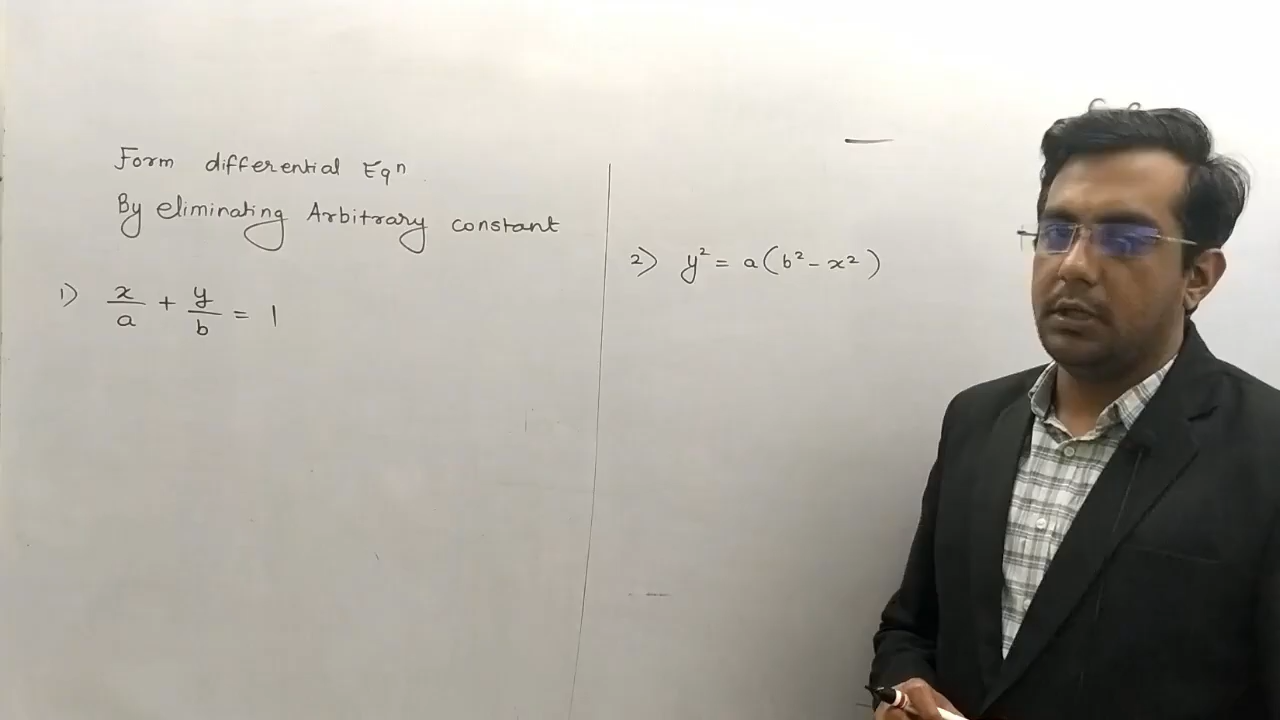 Form differential Eqn
By eliminating Arbitrary constant
1) x/a + y/b = 1
2) y² = a(b² - x²)